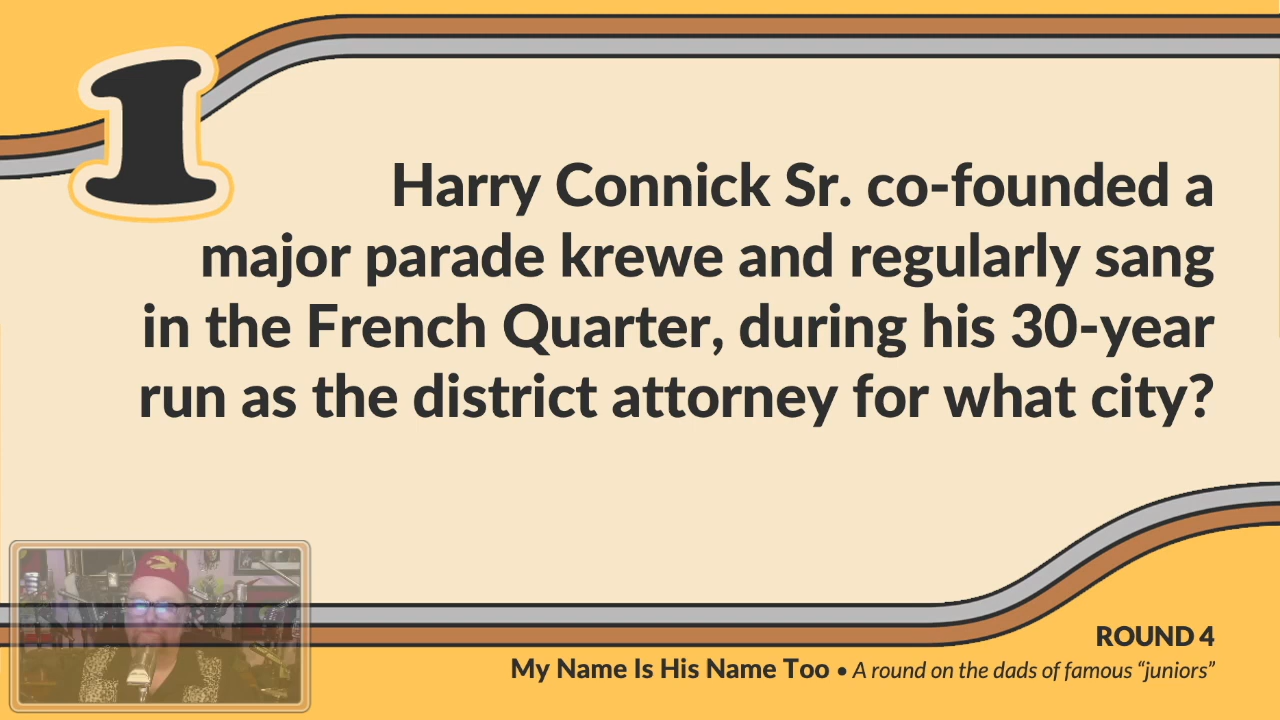 1
Harry Connick Sr. co-founded a
major parade krewe and regularly sang
in the French Quarter, during his 30-year
run as the district attorney for what city?
ROUND 4
My Name Is His Name Too • A round on the dads of famous “juniors”